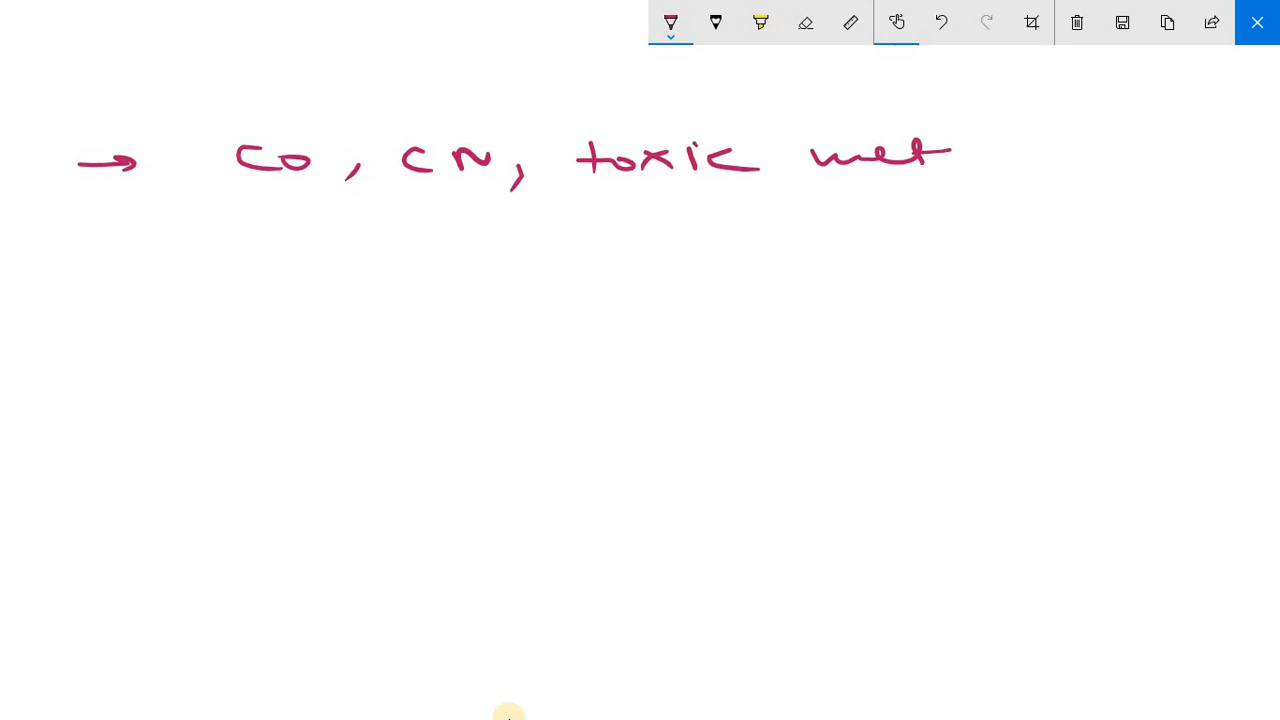 → CO, CN, toxic met